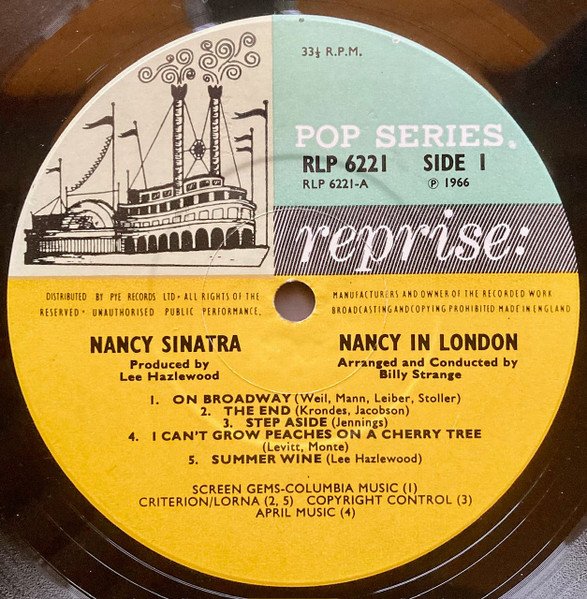 33⅓ R.P.M.
POP SERIES.
RLP 6221 SIDE 1
RLP 6221-A ℗ 1966
reprise:
DISTRIBUTED BY PYE RECORDS LTD· ALL RIGHTS OF THE MANUFACTURERS AND OWNER OF THE RECORDED WORK
RESERVED· UNAUTHORISED PUBLIC PERFORMANCE, BROADCASTING AND COPYING PROHIBITED MADE IN ENGLAND
NANCY SINATRA
Produced by
Lee Hazlewood
NANCY IN LONDON
Arranged and Conducted by
Billy Strange
1. ON BROADWAY (Weil, Mann, Leiber, Stoller)
2. THE END (Krondes, Jacobson)
3. STEP ASIDE (Jennings)
4. I CAN'T GROW PEACHES ON A CHERRY TREE
(Levitt, Monte)
5. SUMMER WINE (Lee Hazlewood)
SCREEN GEMS-COLUMBIA MUSIC (1)
CRITERION/LORNA (2, 5) COPYRIGHT CONTROL (3)
APRIL MUSIC (4)